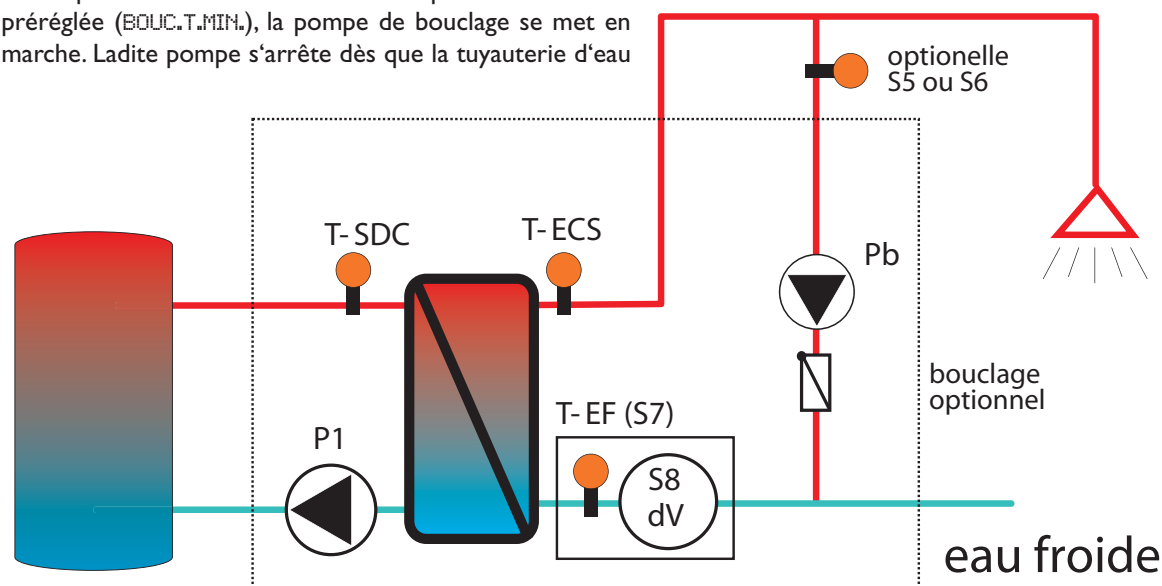 préréglée (BOUC.T.MIN.), la pompe de bouclage se met en
marche. Ladite pompe s‘arrête dès que la tuyauterie d‘eau
optionelle
S5 ou S6
T- SDC
T- ECS
Pb
bouclage
optionnel
T- EF (S7)
P1
S8
dV
eau froide